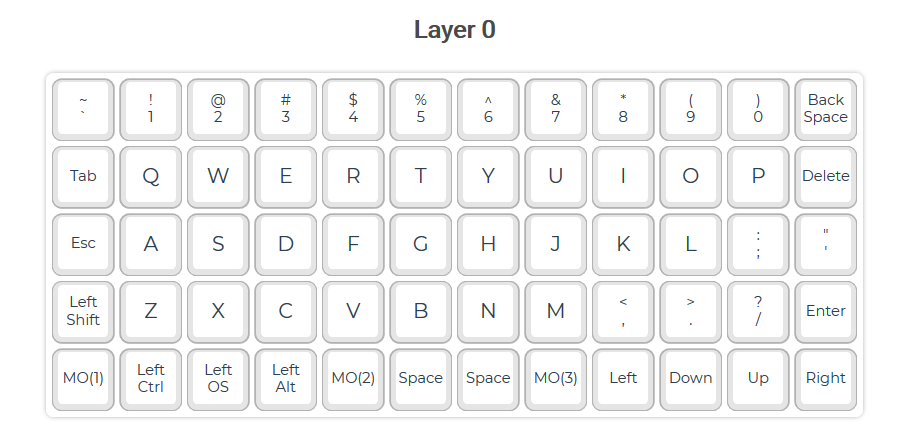 Layer 0
~ ! @ # $ % ^ & * ( ) Back
` 1 2 3 4 5 6 7 8 9 0 Space
Tab Q W E R T Y U I O P Delete
Esc A S D F G H J K L : "
; '
Left Z X C V B N M < > ? Enter
Shift , . /
MO(1) Left Left Left MO(2) Space Space MO(3) Left Down Up Right
Ctrl OS Alt